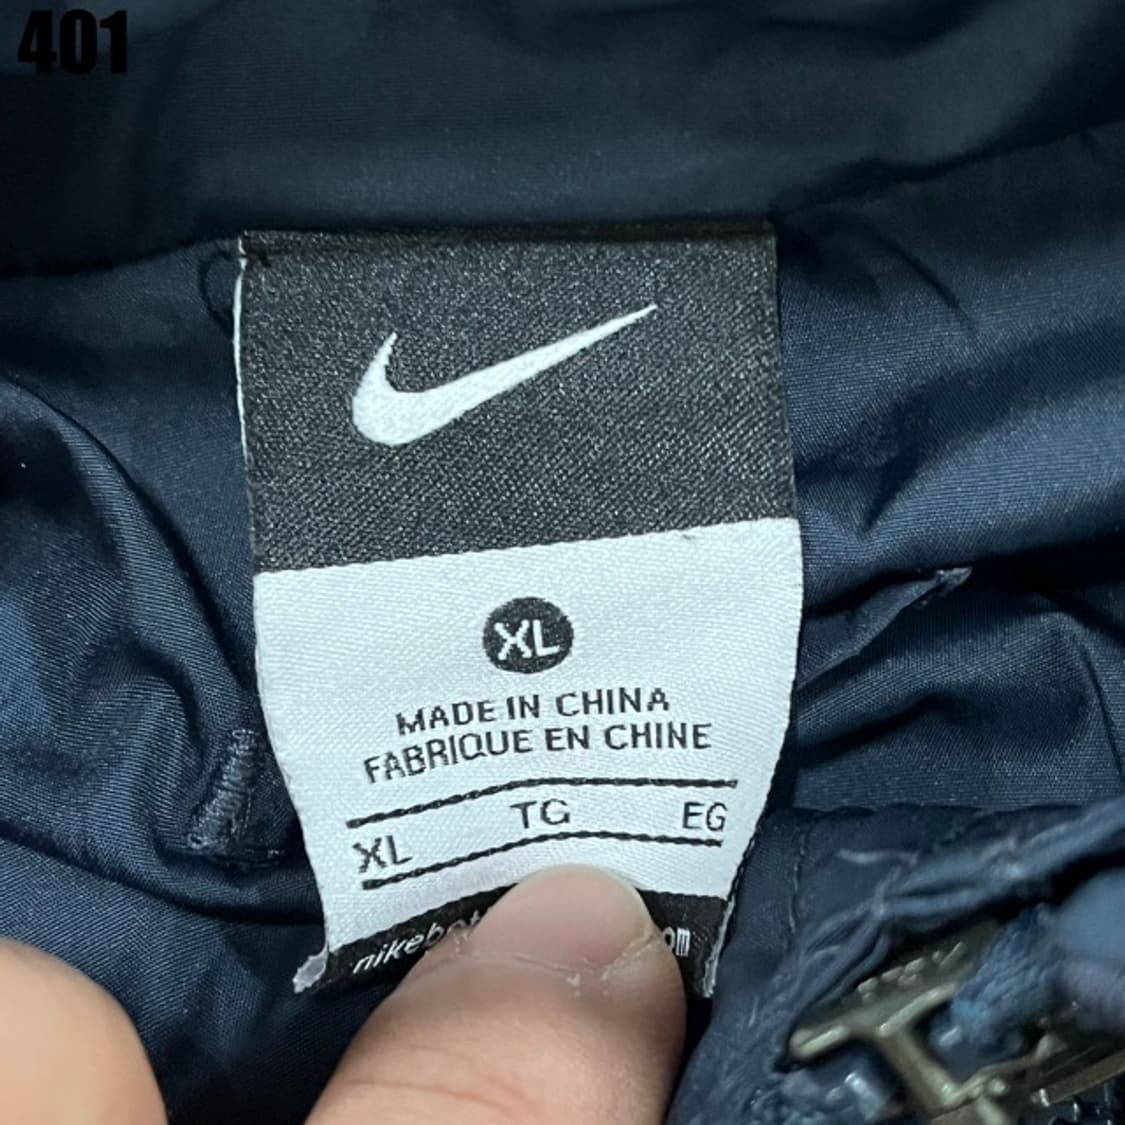 401
XL
MADE IN CHINA
FABRIQUE EN CHINE
XL TG EG